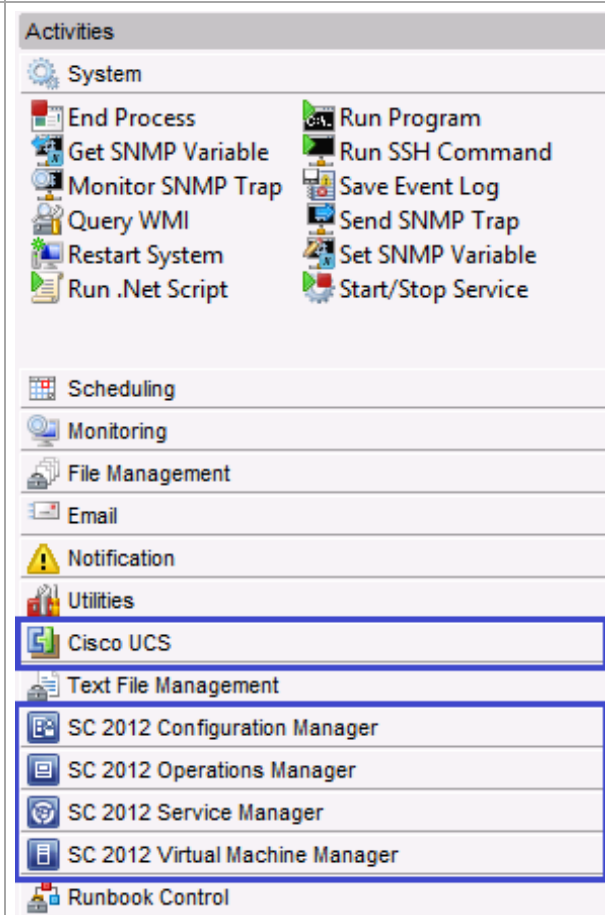 Activities
System
End Process
Run Program
Get SNMP Variable
Run SSH Command
Monitor SNMP Trap
Save Event Log
Query WMI
Send SNMP Trap
Restart System
Set SNMP Variable
Run .Net Script
Start/Stop Service
Scheduling
Monitoring
File Management
Email
Notification
Utilities
Cisco UCS
Text File Management
SC 2012 Configuration Manager
SC 2012 Operations Manager
SC 2012 Service Manager
SC 2012 Virtual Machine Manager
Runbook Control